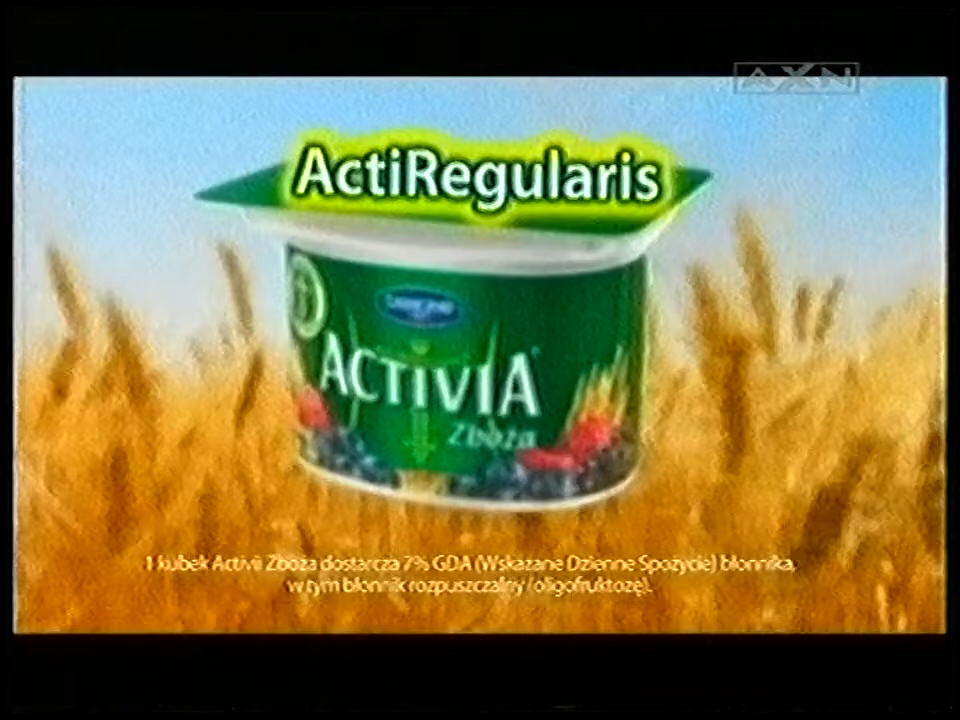 AXN
ActiRegularis
DANONE
ACTIVIA
Zboża
1 kubek Activii Zboża dostarcza 7% GDA (Wskazane Dzienne Spożycie) błonnika,
w tym błonnik rozpuszczalny (oligofruktozę).